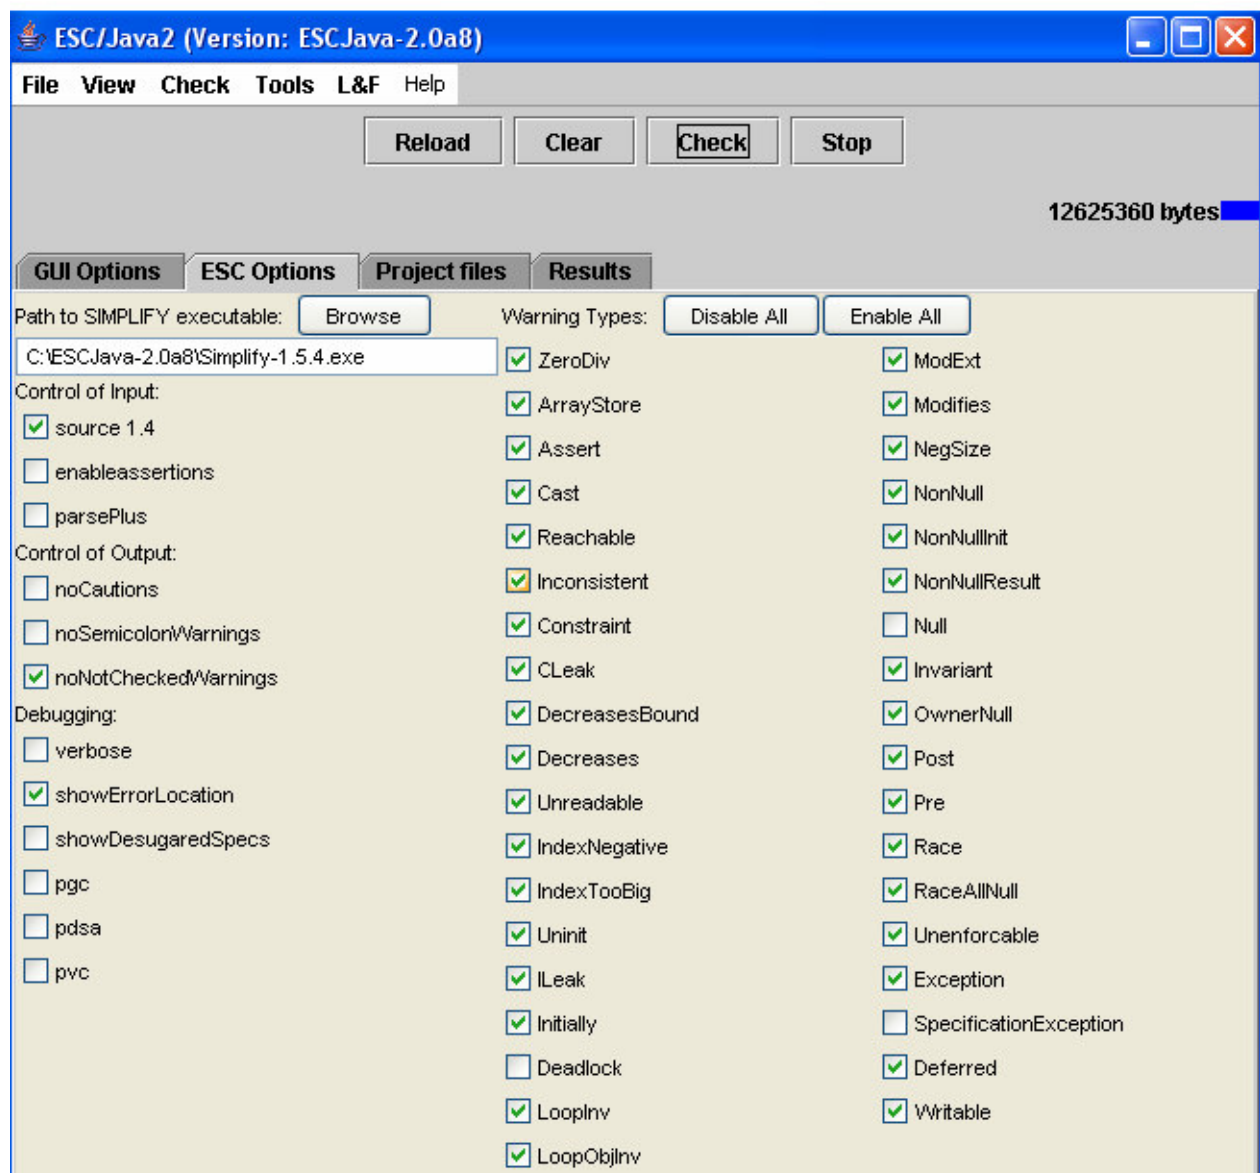 ESC/Java2 (Version: ESCJava-2.0a8)
File View Check Tools L&F Help
Reload Clear Check Stop
12625360 bytes
GUI Options ESC Options Project files Results
Path to SIMPLIFY executable: Browse
C:\ESCJava-2.0a8\Simplify-1.5.4.exe
Control of Input:
source 1.4
enableassertions
parsePlus
Control of Output:
noCautions
noSemicolonWarnings
noNotCheckedWarnings
Debugging:
verbose
showErrorLocation
showDesugaredSpecs
pgc
pdsa
pvc
Warning Types: Disable All Enable All
ZeroDiv
ArrayStore
Assert
Cast
Reachable
Inconsistent
Constraint
CLeak
DecreasesBound
Decreases
Unreadable
IndexNegative
IndexTooBig
Uninit
ILeak
Initially
Deadlock
LoopInv
LoopObjInv
ModExt
Modifies
NegSize
NonNull
NonNullInit
NonNullResult
Null
Invariant
OwnerNull
Post
Pre
Race
RaceAllNull
Unenforcable
Exception
SpecificationException
Deferred
Writable